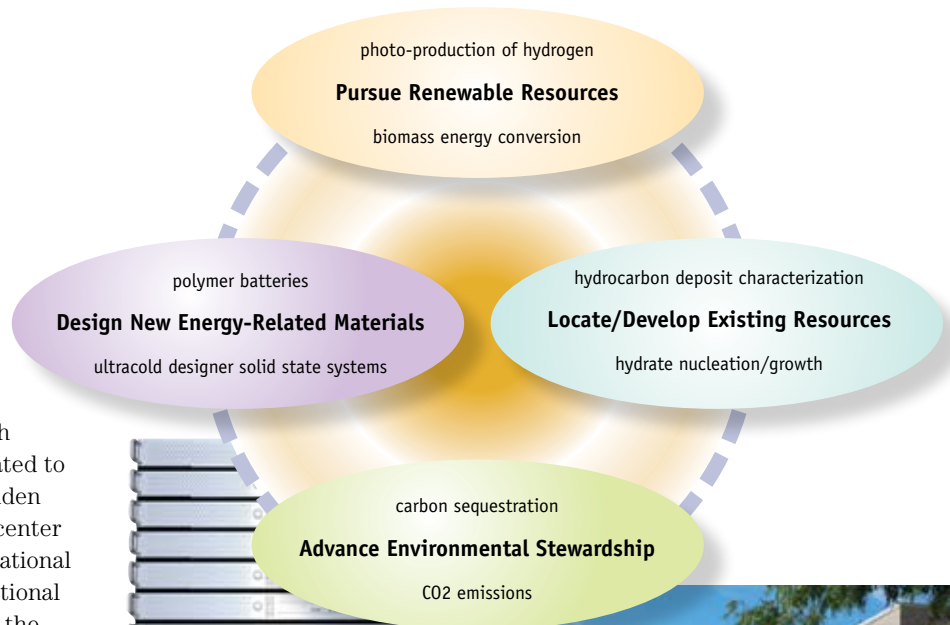 photo-production of hydrogen
Pursue Renewable Resources
biomass energy conversion
polymer batteries
Design New Energy-Related Materials
ultracold designer solid state systems
hydrocarbon deposit characterization
Locate/Develop Existing Resources
hydrate nucleation/growth
carbon sequestration
Advance Environmental Stewardship
CO2 emissions
center
the